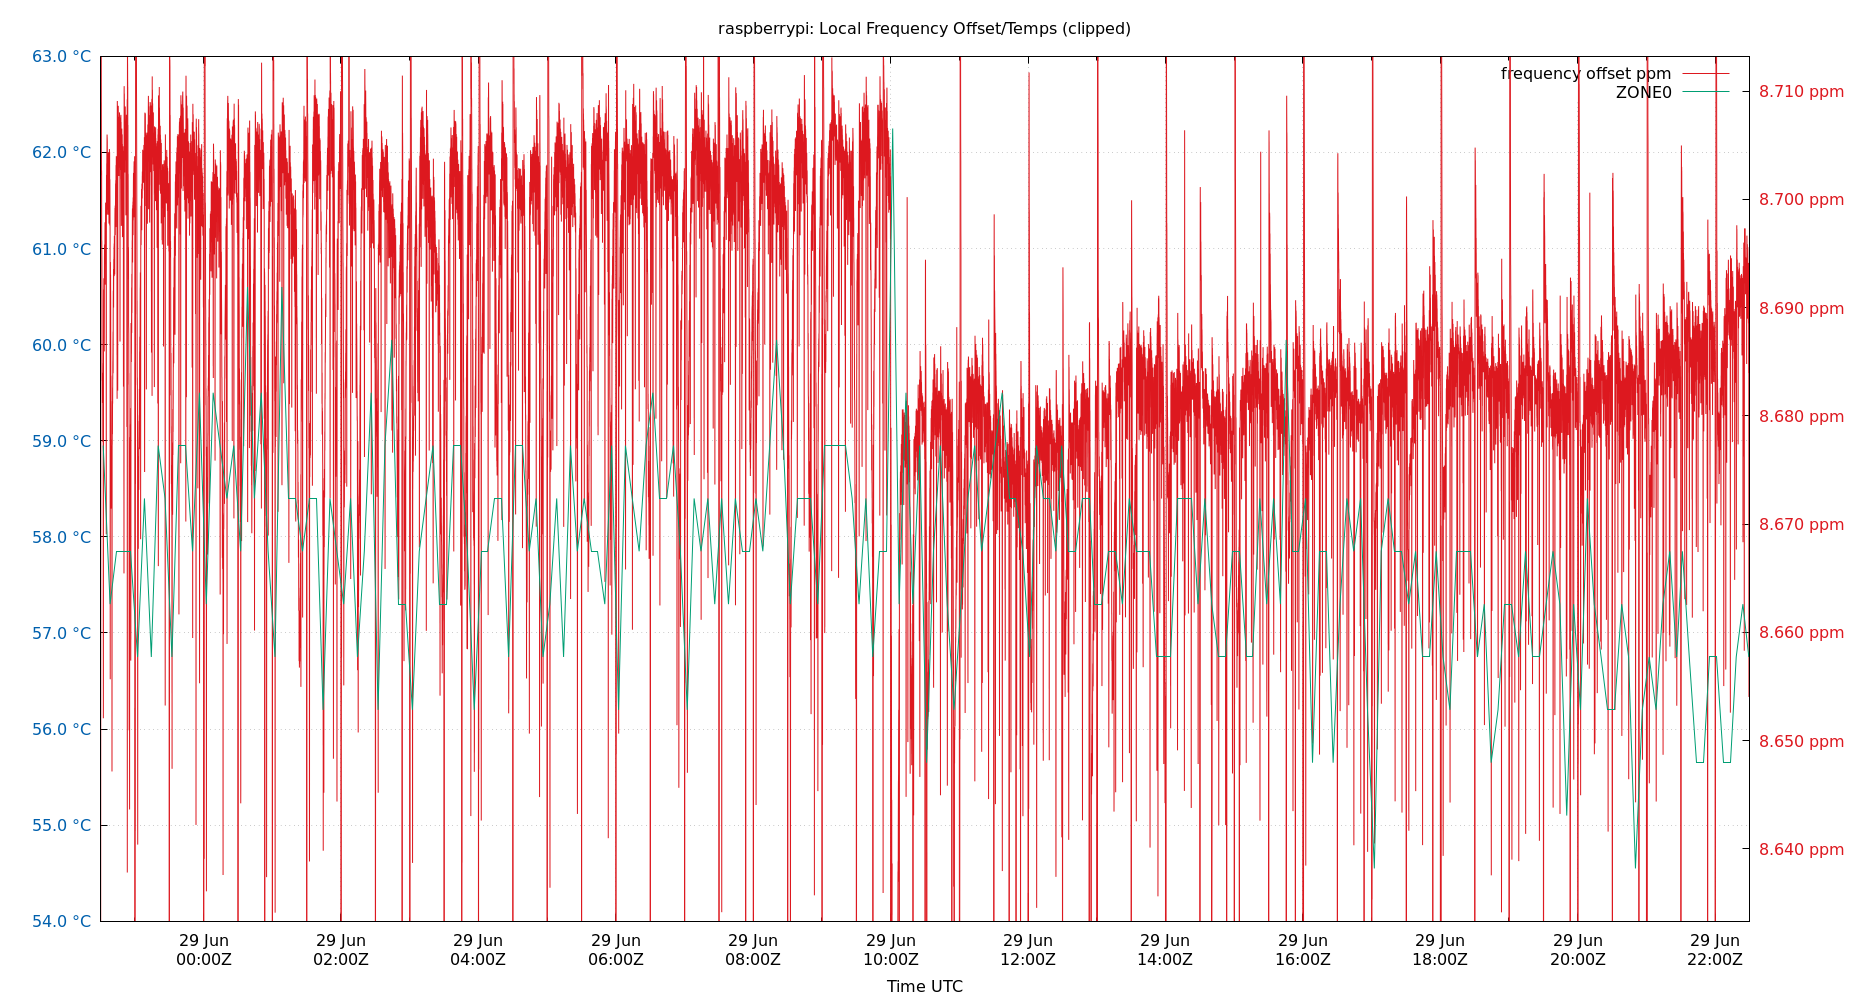 raspberrypi: Local Frequency Offset/Temps (clipped)
frequency offset ppm
ZONE0
63.0 °C
62.0 °C
61.0 °C
60.0 °C
59.0 °C
58.0 °C
57.0 °C
56.0 °C
55.0 °C
54.0 °C
8.710 ppm
8.700 ppm
8.690 ppm
8.680 ppm
8.670 ppm
8.660 ppm
8.650 ppm
8.640 ppm
29 Jun 29 Jun 29 Jun 29 Jun 29 Jun 29 Jun 29 Jun 29 Jun 29 Jun 29 Jun 29 Jun 29 Jun
00:00Z 02:00Z 04:00Z 06:00Z 08:00Z 10:00Z 12:00Z 14:00Z 16:00Z 18:00Z 20:00Z 22:00Z
Time UTC